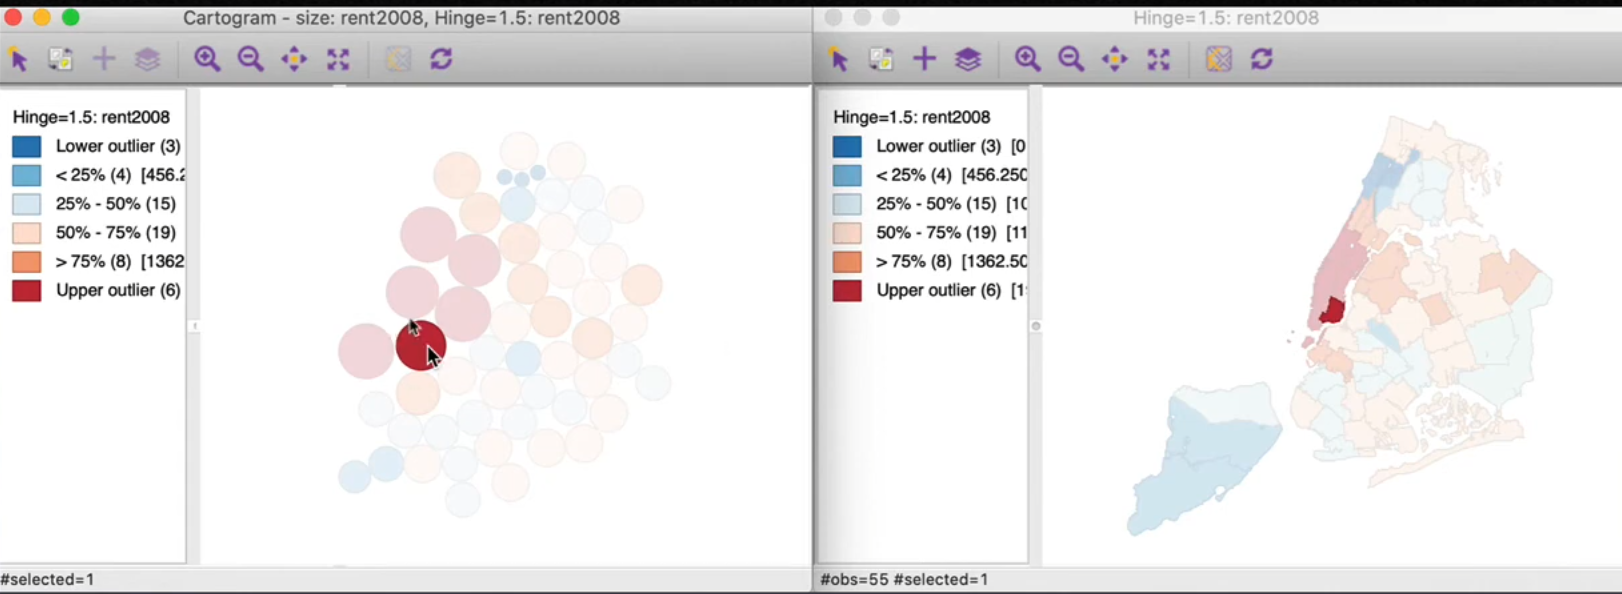 Cartogram - size: rent2008, Hinge=1.5: rent2008
Hinge=1.5: rent2008
Lower outlier (3)
< 25% (4) [456.2
25% - 50% (15)
50% - 75% (19)
> 75% (8) [1362
Upper outlier (6)
#selected=1
Hinge=1.5: rent2008
Hinge=1.5: rent2008
Lower outlier (3) [0
< 25% (4) [456.250
25% - 50% (15) [10
50% - 75% (19) [11
> 75% (8) [1362.50
Upper outlier (6) [1
#obs=55 #selected=1